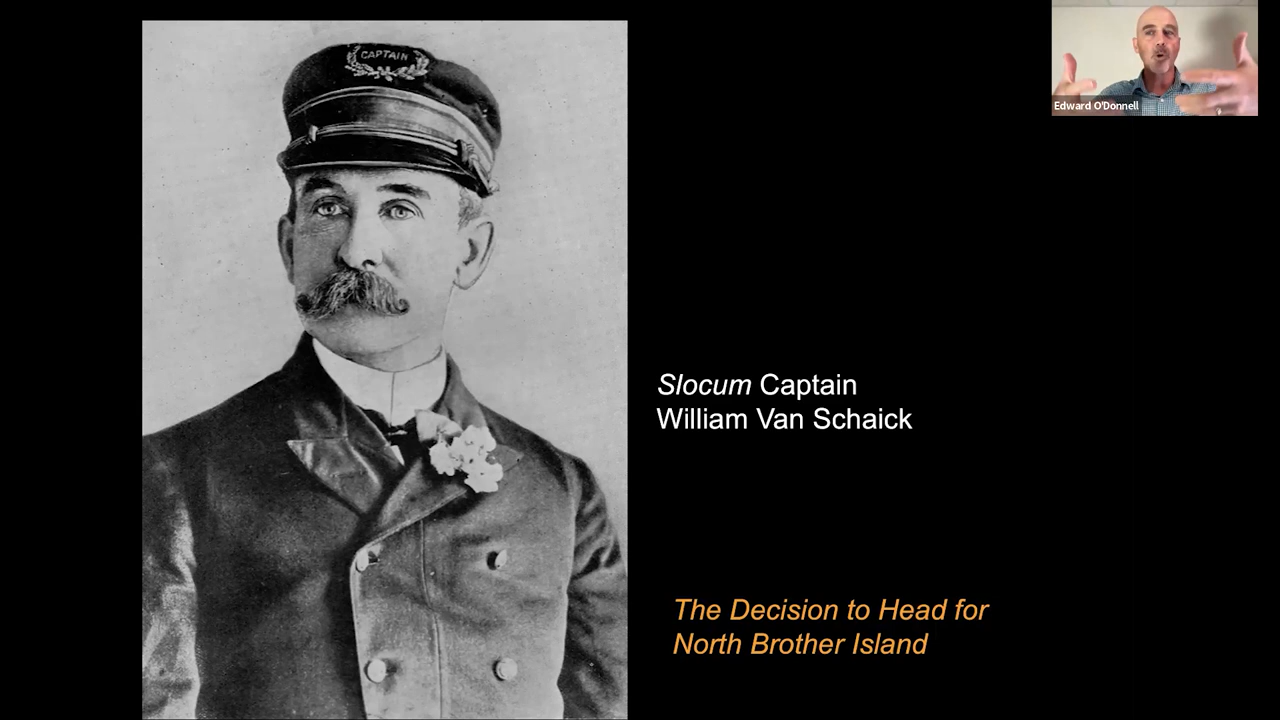 CAPTAIN
Edward O'Donnell
Slocum Captain
William Van Schaick
The Decision to Head for
North Brother Island